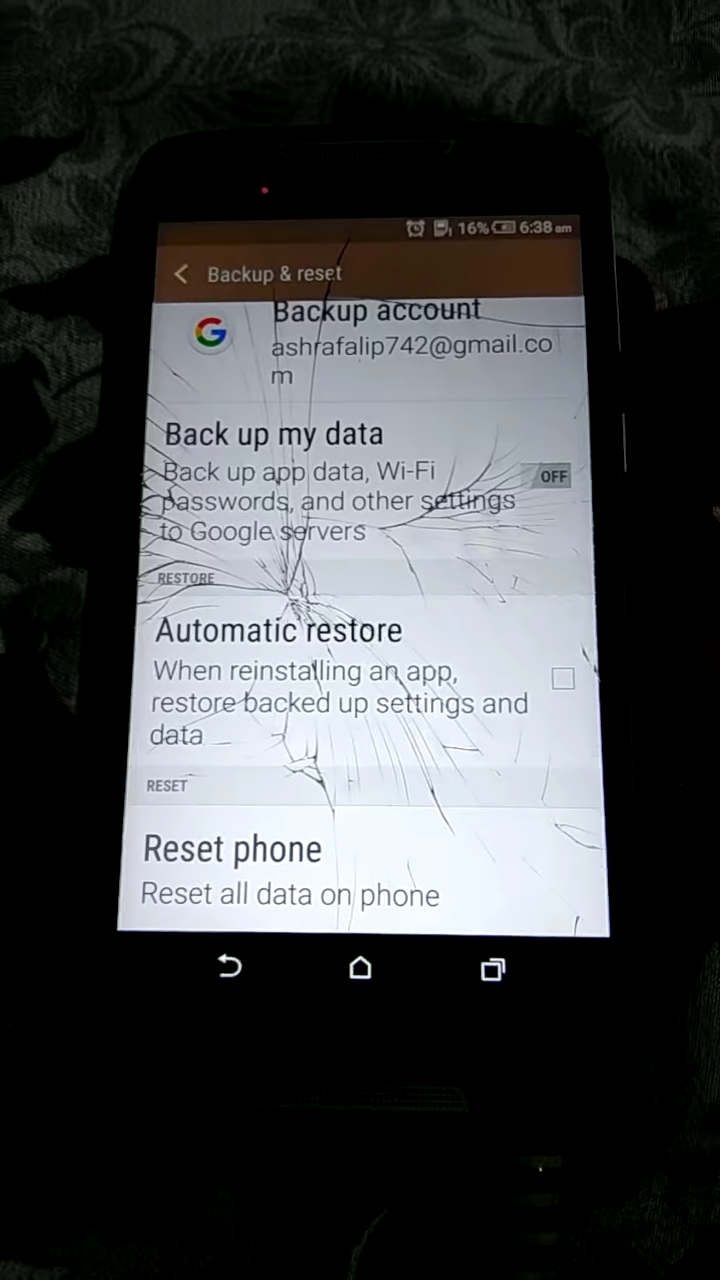 16% 6:38 am
Backup & reset
Backup account
ashrafalip742@gmail.co
m
Back up my data
Back up app data, Wi-Fi
passwords, and other settings
to Google servers
OFF
RESTORE
Automatic restore
When reinstalling an app,
restore backed up settings and
data
RESET
Reset phone
Reset all data on phone